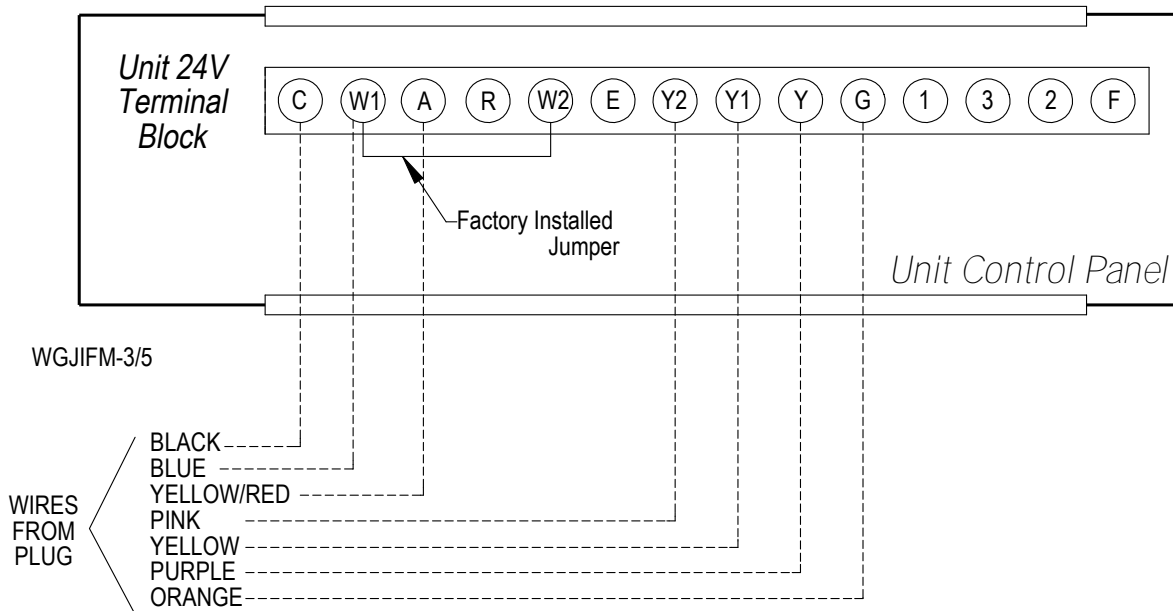 Unit 24V
Terminal
Block
C W1 A R W2 E Y2 Y1 Y G 1 3 2 F
Factory Installed
Jumper
Unit Control Panel
WGJIFM-3/5
WIRES
FROM
PLUG
BLACK
BLUE
YELLOW/RED
PINK
YELLOW
PURPLE
ORANGE